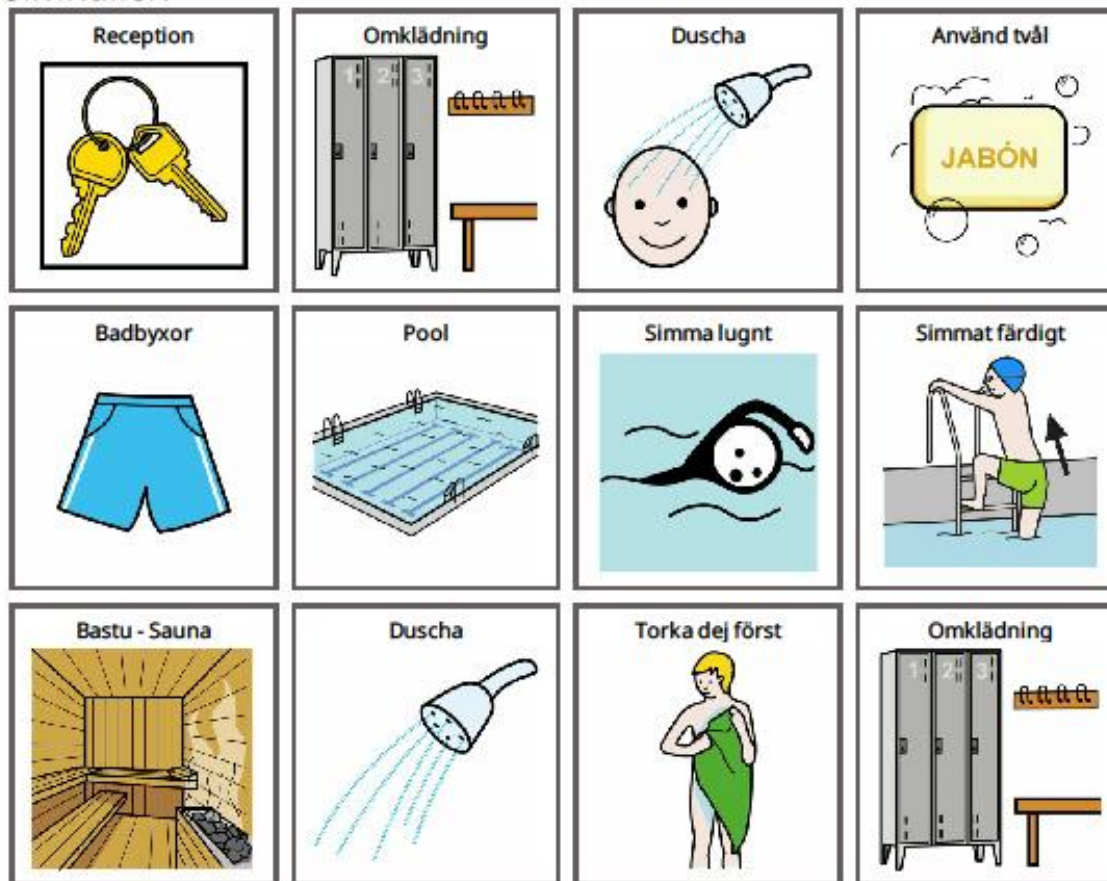 Reception
Omklädning
1 2 3
Duscha
Använd tvål
JABÓN
Badbyxor
Pool
Simma lugnt
Simmat färdigt
Bastu - Sauna
Duscha
Torka dej först
Omklädning
1 2 3